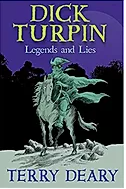 DICK
TURPIN
Legends and Lies
TERRY DEARY